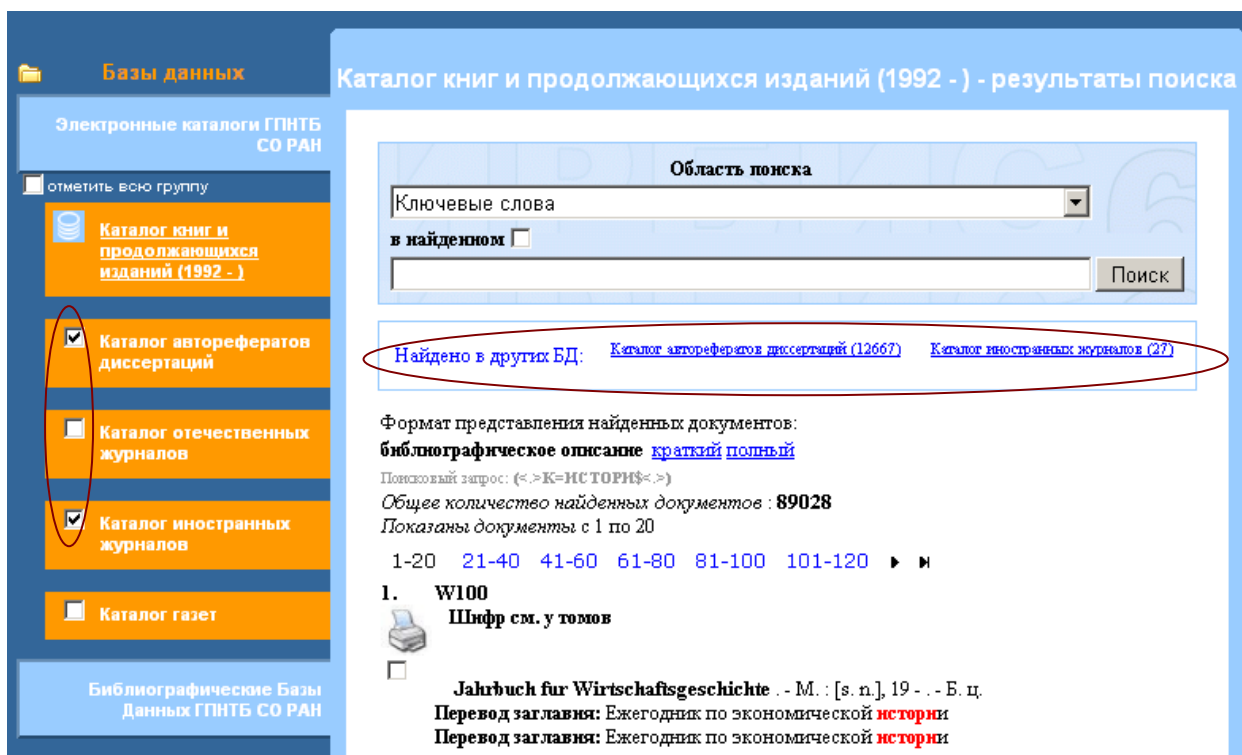 Базы данных
Электронные каталоги ГПНТБ
СО РАН
отметить всю группу
Каталог книг и
продолжающихся
изданий (1992 - )
Каталог авторефератов
диссертаций
Каталог отечественных
журналов
Каталог иностранных
журналов
Каталог газет
Библиографические Базы
Данных ГПНТБ СО РАН
Каталог книг и продолжающихся изданий (1992 - ) - результаты поиска
ИРБИС6
Область поиска
Ключевые слова
в найденном
Поиск
Найдено в других БД: Каталог авторефератов диссертаций (12667) Каталог иностранных журналов (27)
Формат представления найденных документов:
библиографическое описание краткий полный
Поисковый запрос: (<.>K=ИСТОРИ$<.>)
Общее количество найденных документов : 89028
Показаны документы с 1 по 20
1-20 21-40 41-60 61-80 81-100 101-120
1. W100
Шифр см. у томов
Jahrbuch fur Wirtschaftsgeschichte . - М. : [s. n.], 19 - . - Б. ц.
Перевод заглавия: Ежегодник по экономической истории
Перевод заглавия: Ежегодник по экономической истории